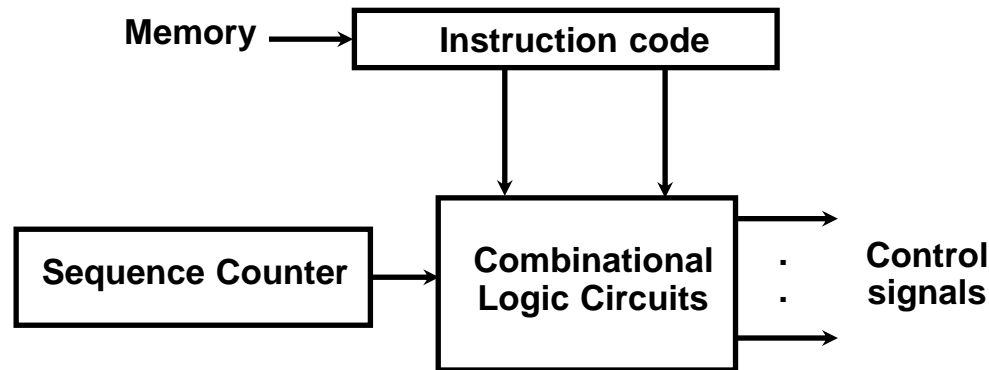 Memory
Instruction code
Sequence Counter
Combinational
Logic Circuits
.
.
Control
signals